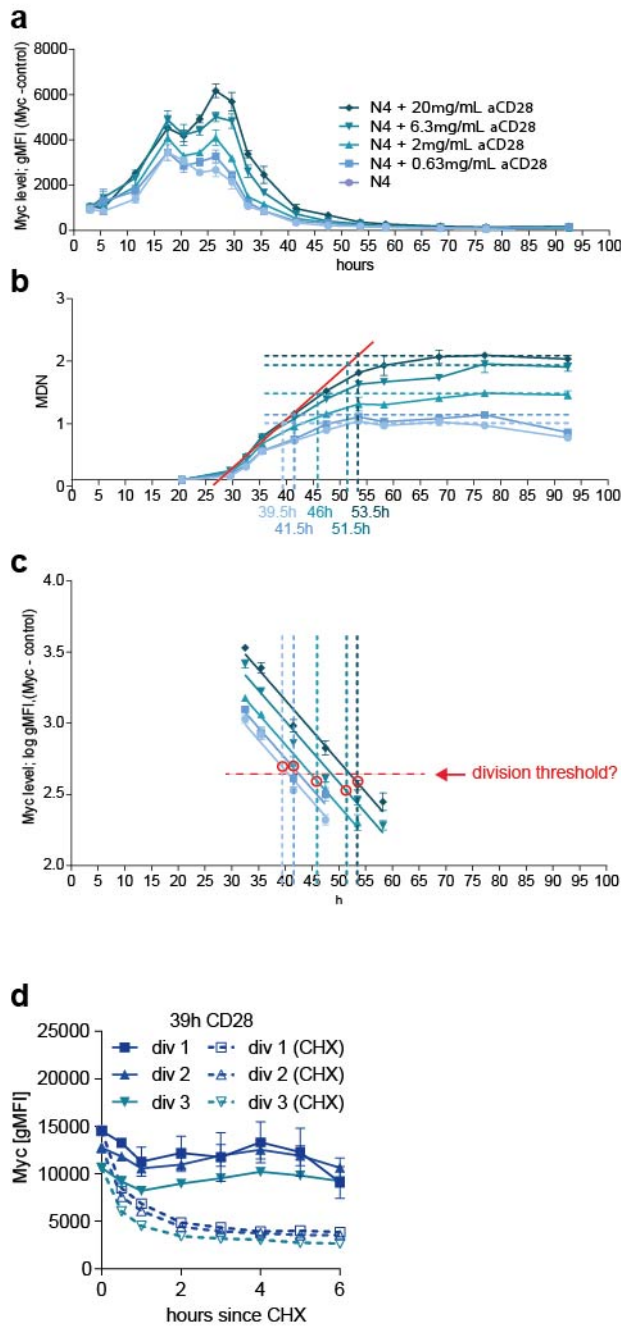 a
Myc level; gMFI (Myc -control)
8000
6000
4000
2000
0
N4 + 20mg/mL aCD28
N4 + 6.3mg/mL aCD28
N4 + 2mg/mL aCD28
N4 + 0.63mg/mL aCD28
N4
0 5 10 15 20 25 30 35 40 45 50 55 60 65 70 75 80 85 90 95 100
hours
b
MDN
3
2
1
0
0 5 10 15 20 25 30 35 40 45 50 55 60 65 70 75 80 85 90 95 100
39.5h 46h 53.5h
41.5h 51.5h
c
Myc level; log gMFI,(Myc - control)
4.0
3.5
3.0
2.5
2.0
division threshold?
0 5 10 15 20 25 30 35 40 45 50 55 60 65 70 75 80 85 90 95 100
h
d
39h CD28
Myc [gMFI]
25000
20000
15000
10000
5000
0
div 1 div 1 (CHX)
div 2 div 2 (CHX)
div 3 div 3 (CHX)
0 2 4 6
hours since CHX